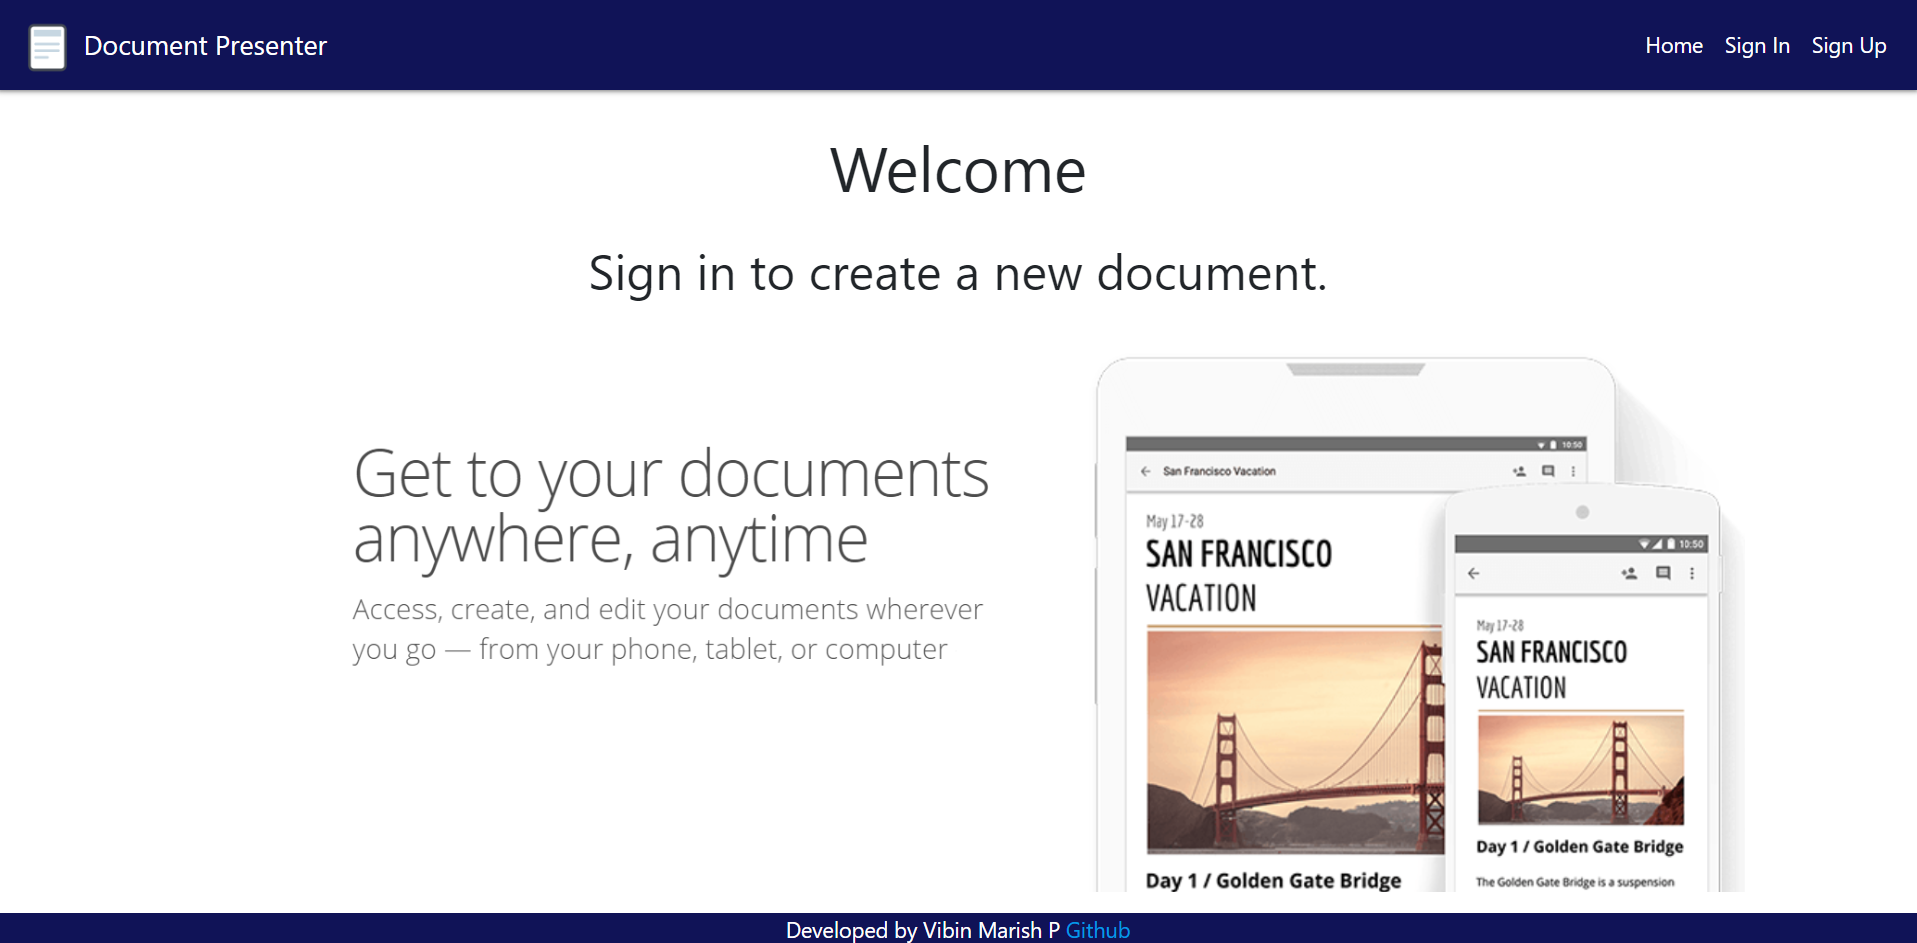 Document Presenter
Home Sign In Sign Up
Welcome
Sign in to create a new document.
Get to your documents
anywhere, anytime
Access, create, and edit your documents wherever
you go — from your phone, tablet, or computer
10:50
San Francisco Vacation
May 17-28
SAN FRANCISCO
VACATION
Day 1 / Golden Gate Bridge
10:50
May 17-28
SAN FRANCISCO
VACATION
Day 1 / Golden Gate Bridge
The Golden Gate Bridge is a suspension
Developed by Vibin Marish P Github